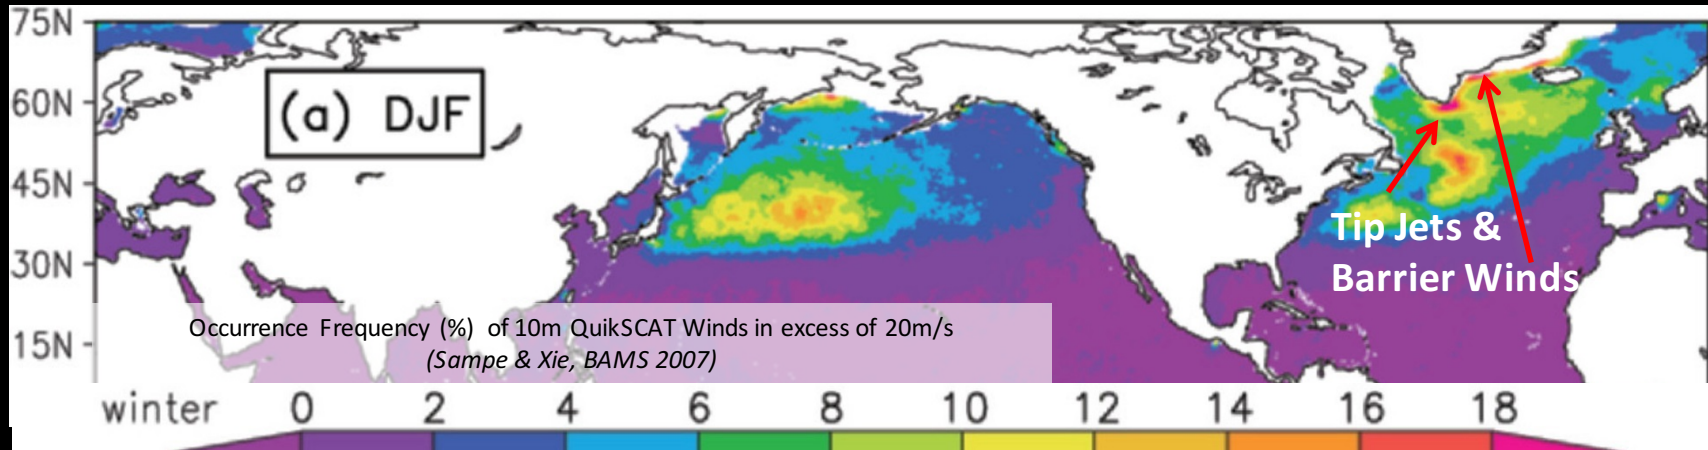 75N
60N
45N
30N
15N
(a) DJF
Tip Jets &
Barrier Winds
Occurrence Frequency (%) of 10m QuikSCAT Winds in excess of 20m/s
(Sampe & Xie, BAMS 2007)
winter 0 2 4 6 8 10 12 14 16 18